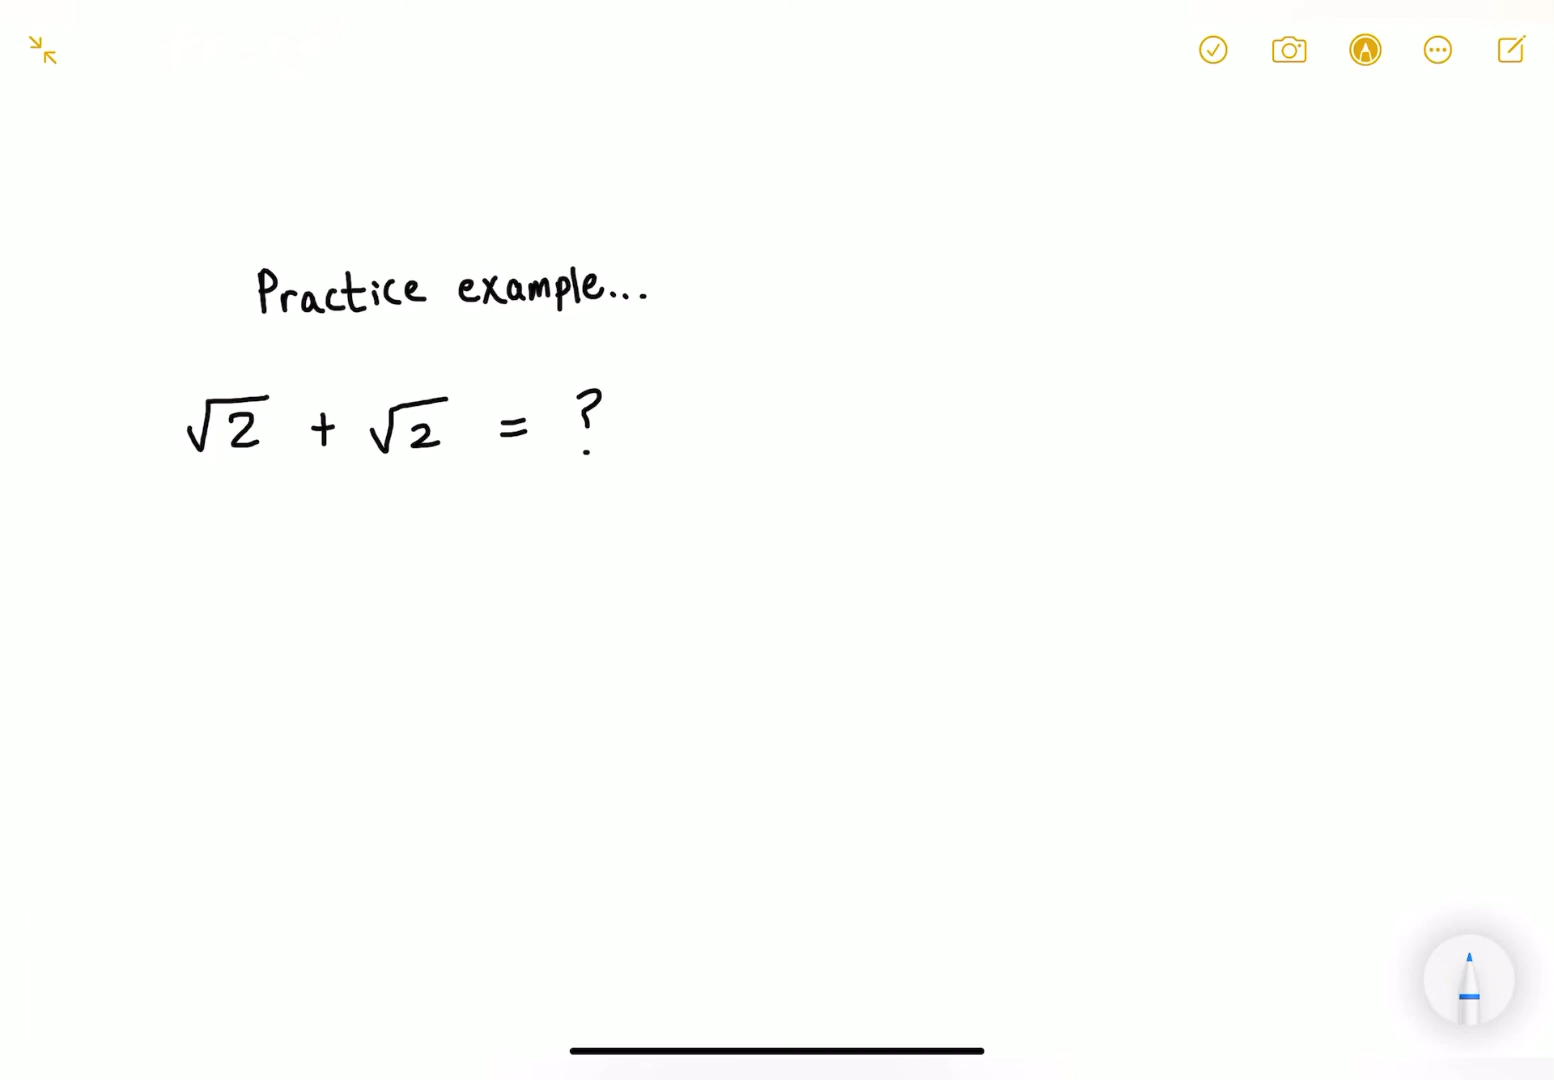 Practice example...
√2 + √2 = ?